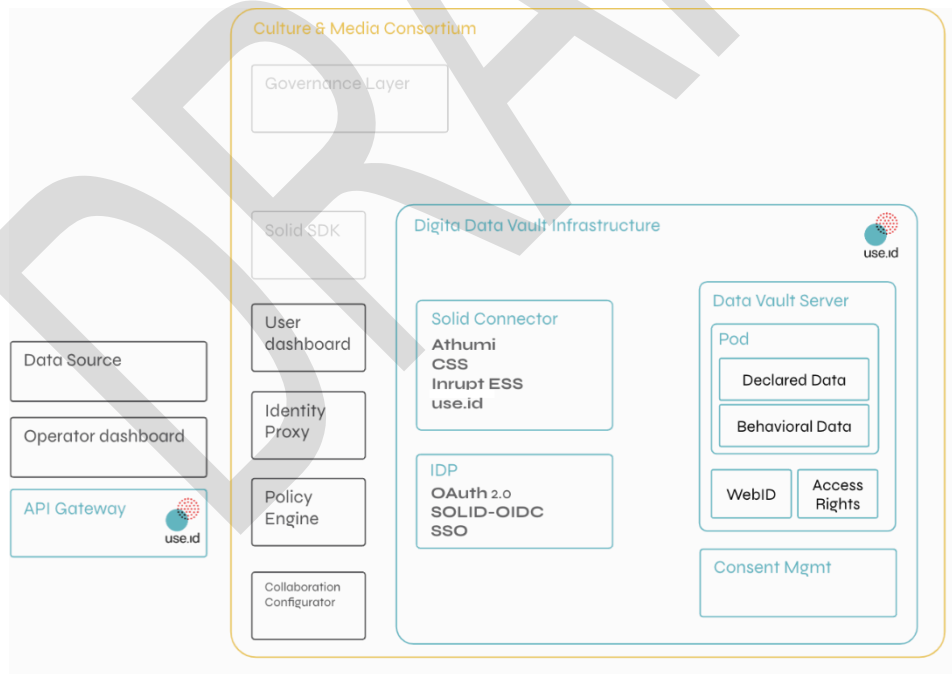 Culture & Media Consortium
Governance Layer
Solid SDK
User
dashboard
Identity
Proxy
Policy
Engine
Collaboration
Configurator
Data Source
Operator dashboard
API Gateway
use.id
Digita Data Vault Infrastructure
use.id
Solid Connector
Athumi
CSS
Inrupt ESS
use.id
IDP
OAuth 2.0
SOLID-OIDC
SSO
Data Vault Server
Pod
Declared Data
Behavioral Data
WebID
Access
Rights
Consent Mgmt